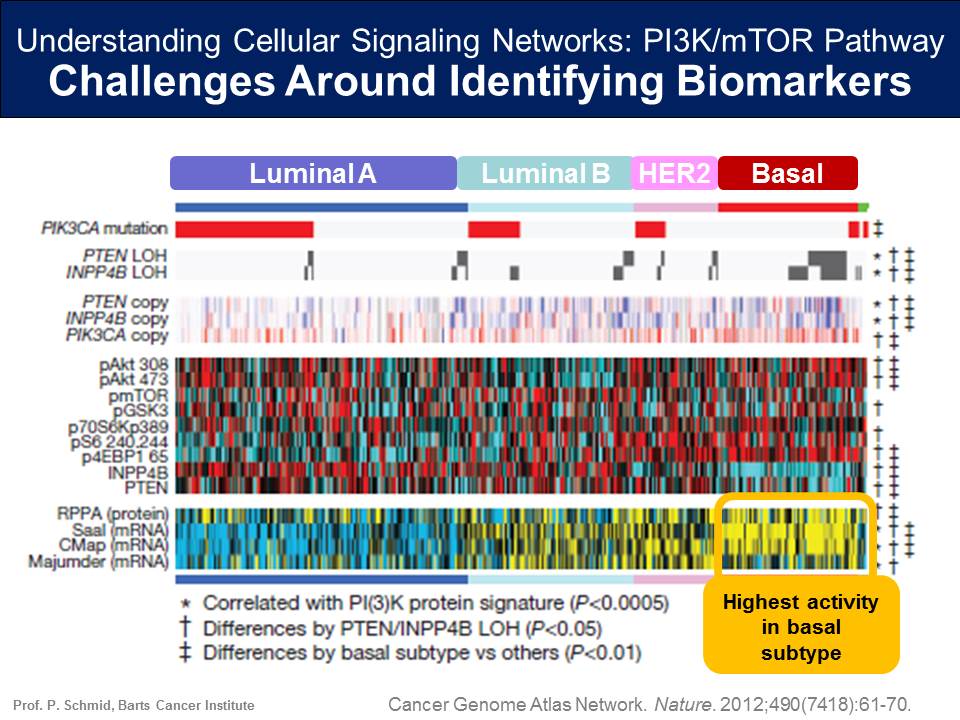 Understanding Cellular Signaling Networks: PI3K/mTOR Pathway
Challenges Around Identifying Biomarkers
Luminal A
Luminal B
HER2
Basal
PIK3CA mutation ‡
PTEN LOH * † ‡
INPP4B LOH * † ‡
PTEN copy * † ‡
INPP4B copy * † ‡
PIK3CA copy † ‡
pAkt 308 † ‡
pAkt 473 † ‡
pmTOR
pGSK3 †
p70S6Kp389
pS6 240,244
p4EBP1 65
INPP4B
PTEN
RPPA (protein)
Saal (mRNA)
CMap (mRNA)
Majumder (mRNA)
Highest activity
in basal
subtype
* Correlated with PI(3)K protein signature (P<0.0005)
† Differences by PTEN/INPP4B LOH (P<0.05)
‡ Differences by basal subtype vs others (P<0.01)
Prof. P. Schmid, Barts Cancer Institute
Cancer Genome Atlas Network. Nature. 2012;490(7418):61-70.